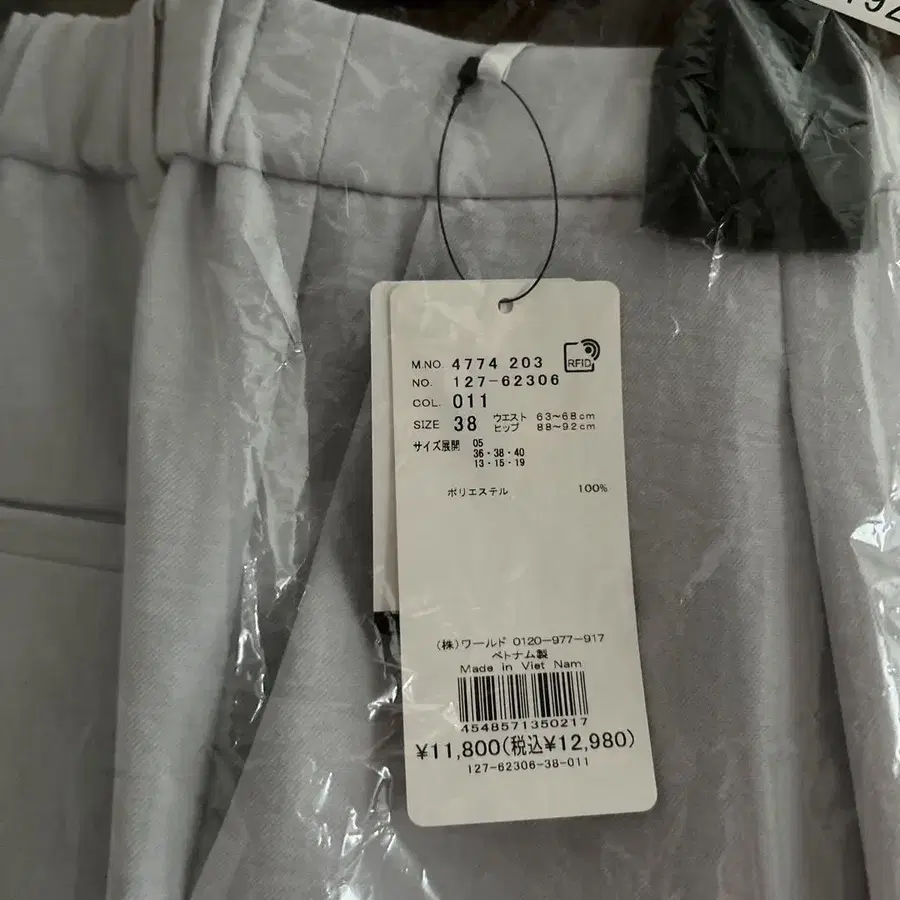 M.NO. 4774 203
RFID
NO. 127-62306
COL. 011
SIZE 38 ウエスト 63~68cm
ヒップ 88~92cm
サイズ展開 05
36・38・40
13・15・19
ポリエステル 100%
(株)ワールド 0120-977-917
ベトナム製
Made in Viet Nam
4548571350217
¥11,800(税込¥12,980)
127-62306-38-011